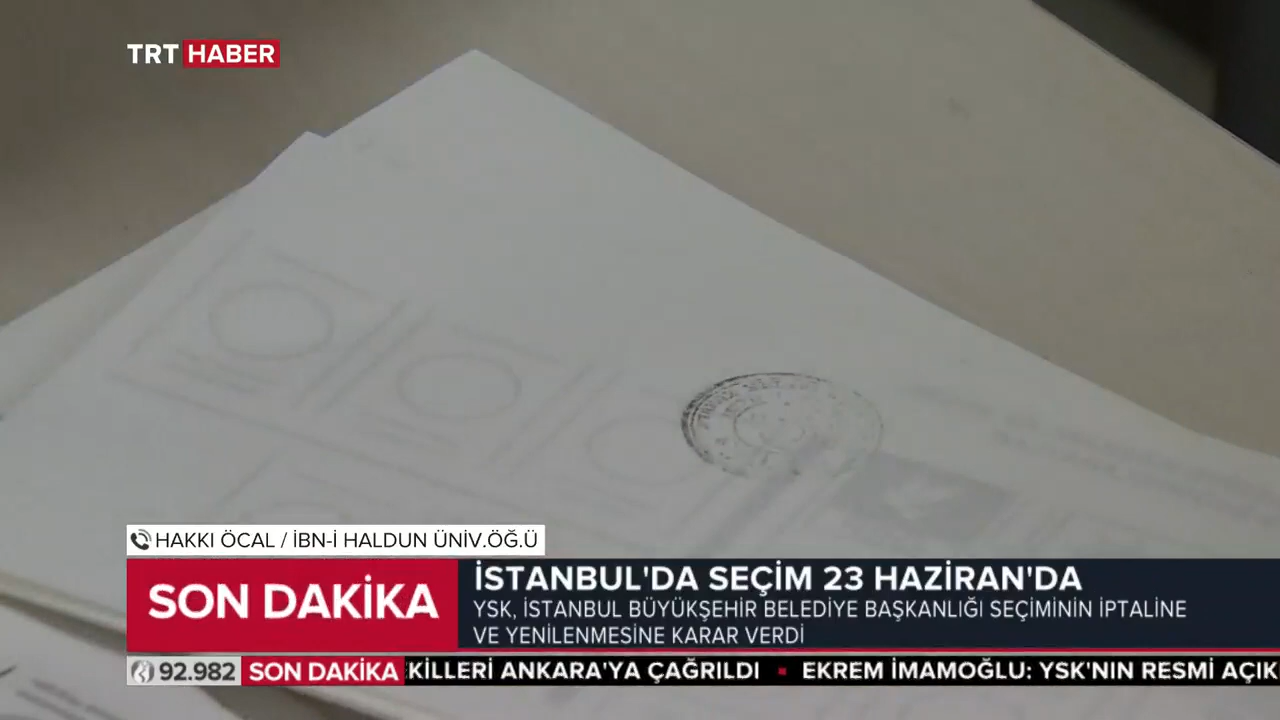 TRT HABER
HAKKI ÖCAL / İBN-İ HALDUN ÜNİV.ÖĞ.Ü
SON DAKİKA
İSTANBUL'DA SEÇİM 23 HAZİRAN'DA
YSK, İSTANBUL BÜYÜKŞEHİR BELEDİYE BAŞKANLIĞI SEÇİMİNİN İPTALİNE
VE YENİLENMESİNE KARAR VERDİ
92.982 SON DAKİKA KİLLERİ ANKARA'YA ÇAĞRILDI ▪ EKREM İMAMOĞLU: YSK'NIN RESMİ AÇIK